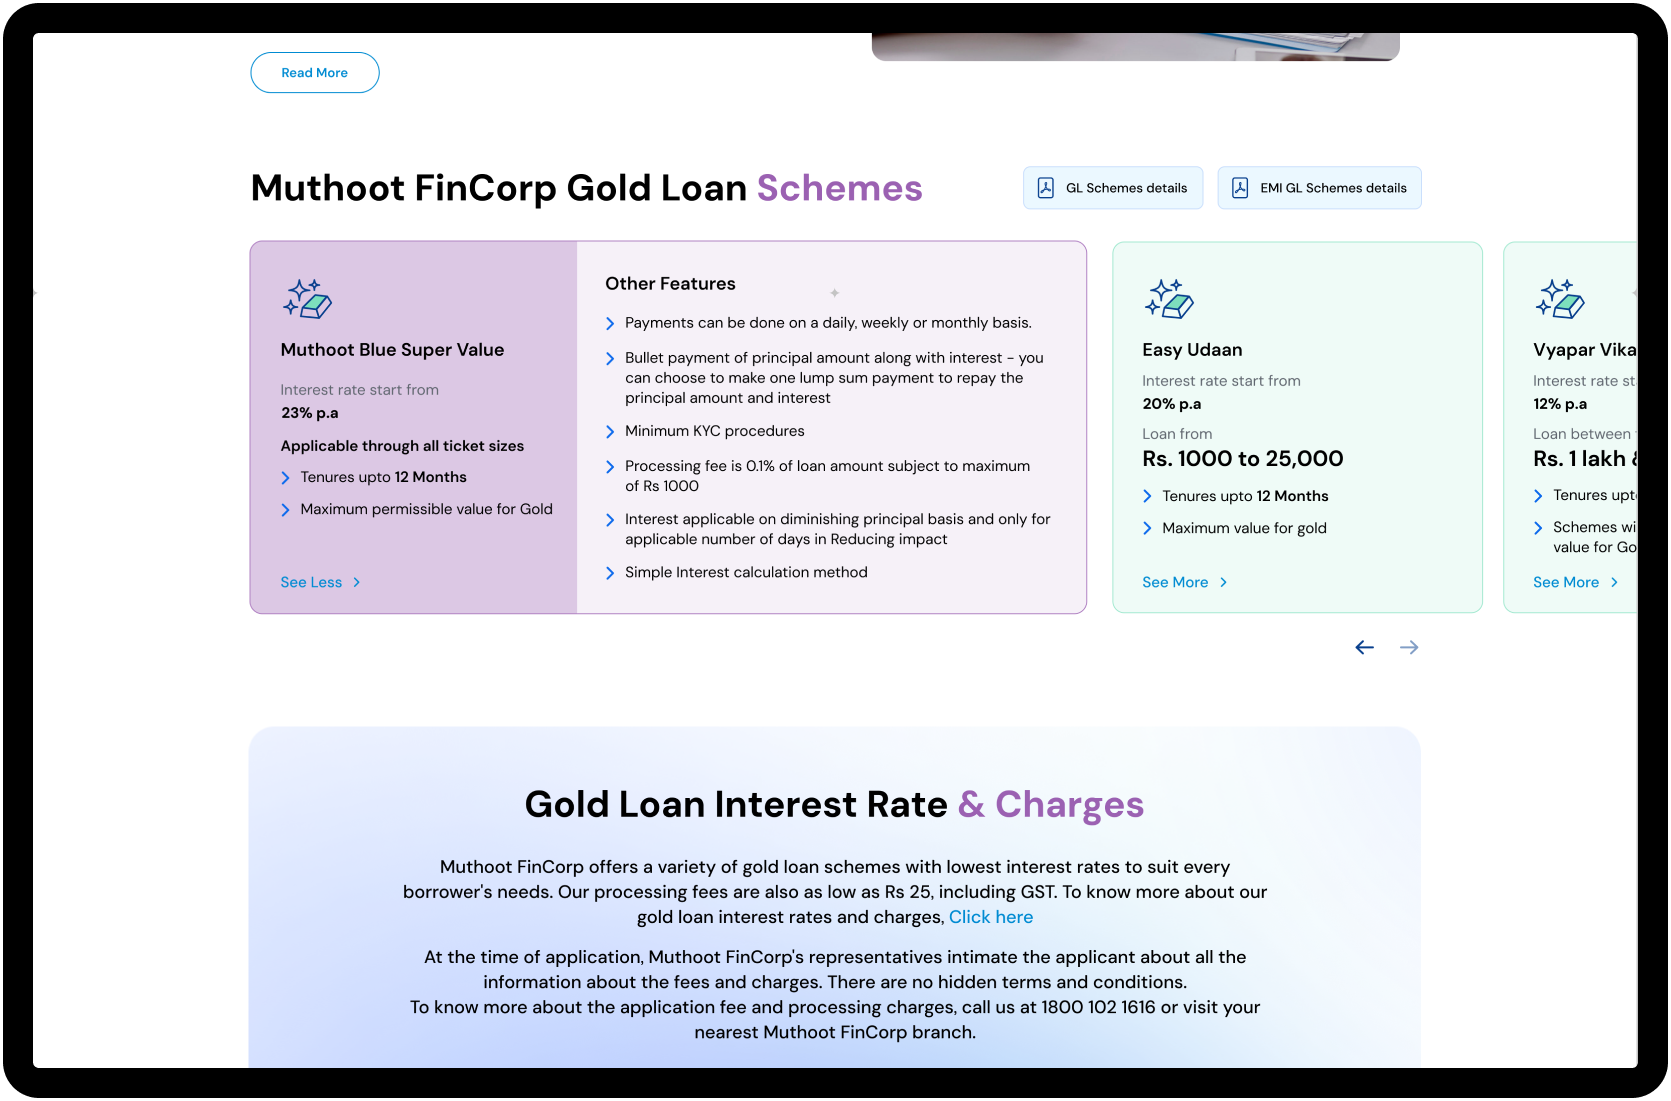 Read More
Muthoot FinCorp Gold Loan Schemes
GL Schemes details
EMI GL Schemes details
Muthoot Blue Super Value
Interest rate start from
23% p.a
Applicable through all ticket sizes
Tenures upto 12 Months
Maximum permissible value for Gold
See Less
Other Features
Payments can be done on a daily, weekly or monthly basis.
Bullet payment of principal amount along with interest - you
can choose to make one lump sum payment to repay the
principal amount and interest
Minimum KYC procedures
Processing fee is 0.1% of loan amount subject to maximum
of Rs 1000
Interest applicable on diminishing principal basis and only for
applicable number of days in Reducing impact
Simple Interest calculation method
Easy Udaan
Interest rate start from
20% p.a
Loan from
Rs. 1000 to 25,000
Tenures upto 12 Months
Maximum value for gold
See More
Vyapar Vika
Interest rate st
12% p.a
Loan between
Rs. 1 lakh &
Tenures upt
Schemes wi
value for Go
See More
Gold Loan Interest Rate & Charges
Muthoot FinCorp offers a variety of gold loan schemes with lowest interest rates to suit every
borrower's needs. Our processing fees are also as low as Rs 25, including GST. To know more about our
gold loan interest rates and charges, Click here
At the time of application, Muthoot FinCorp's representatives intimate the applicant about all the
information about the fees and charges. There are no hidden terms and conditions.
To know more about the application fee and processing charges, call us at 1800 102 1616 or visit your
nearest Muthoot FinCorp branch.